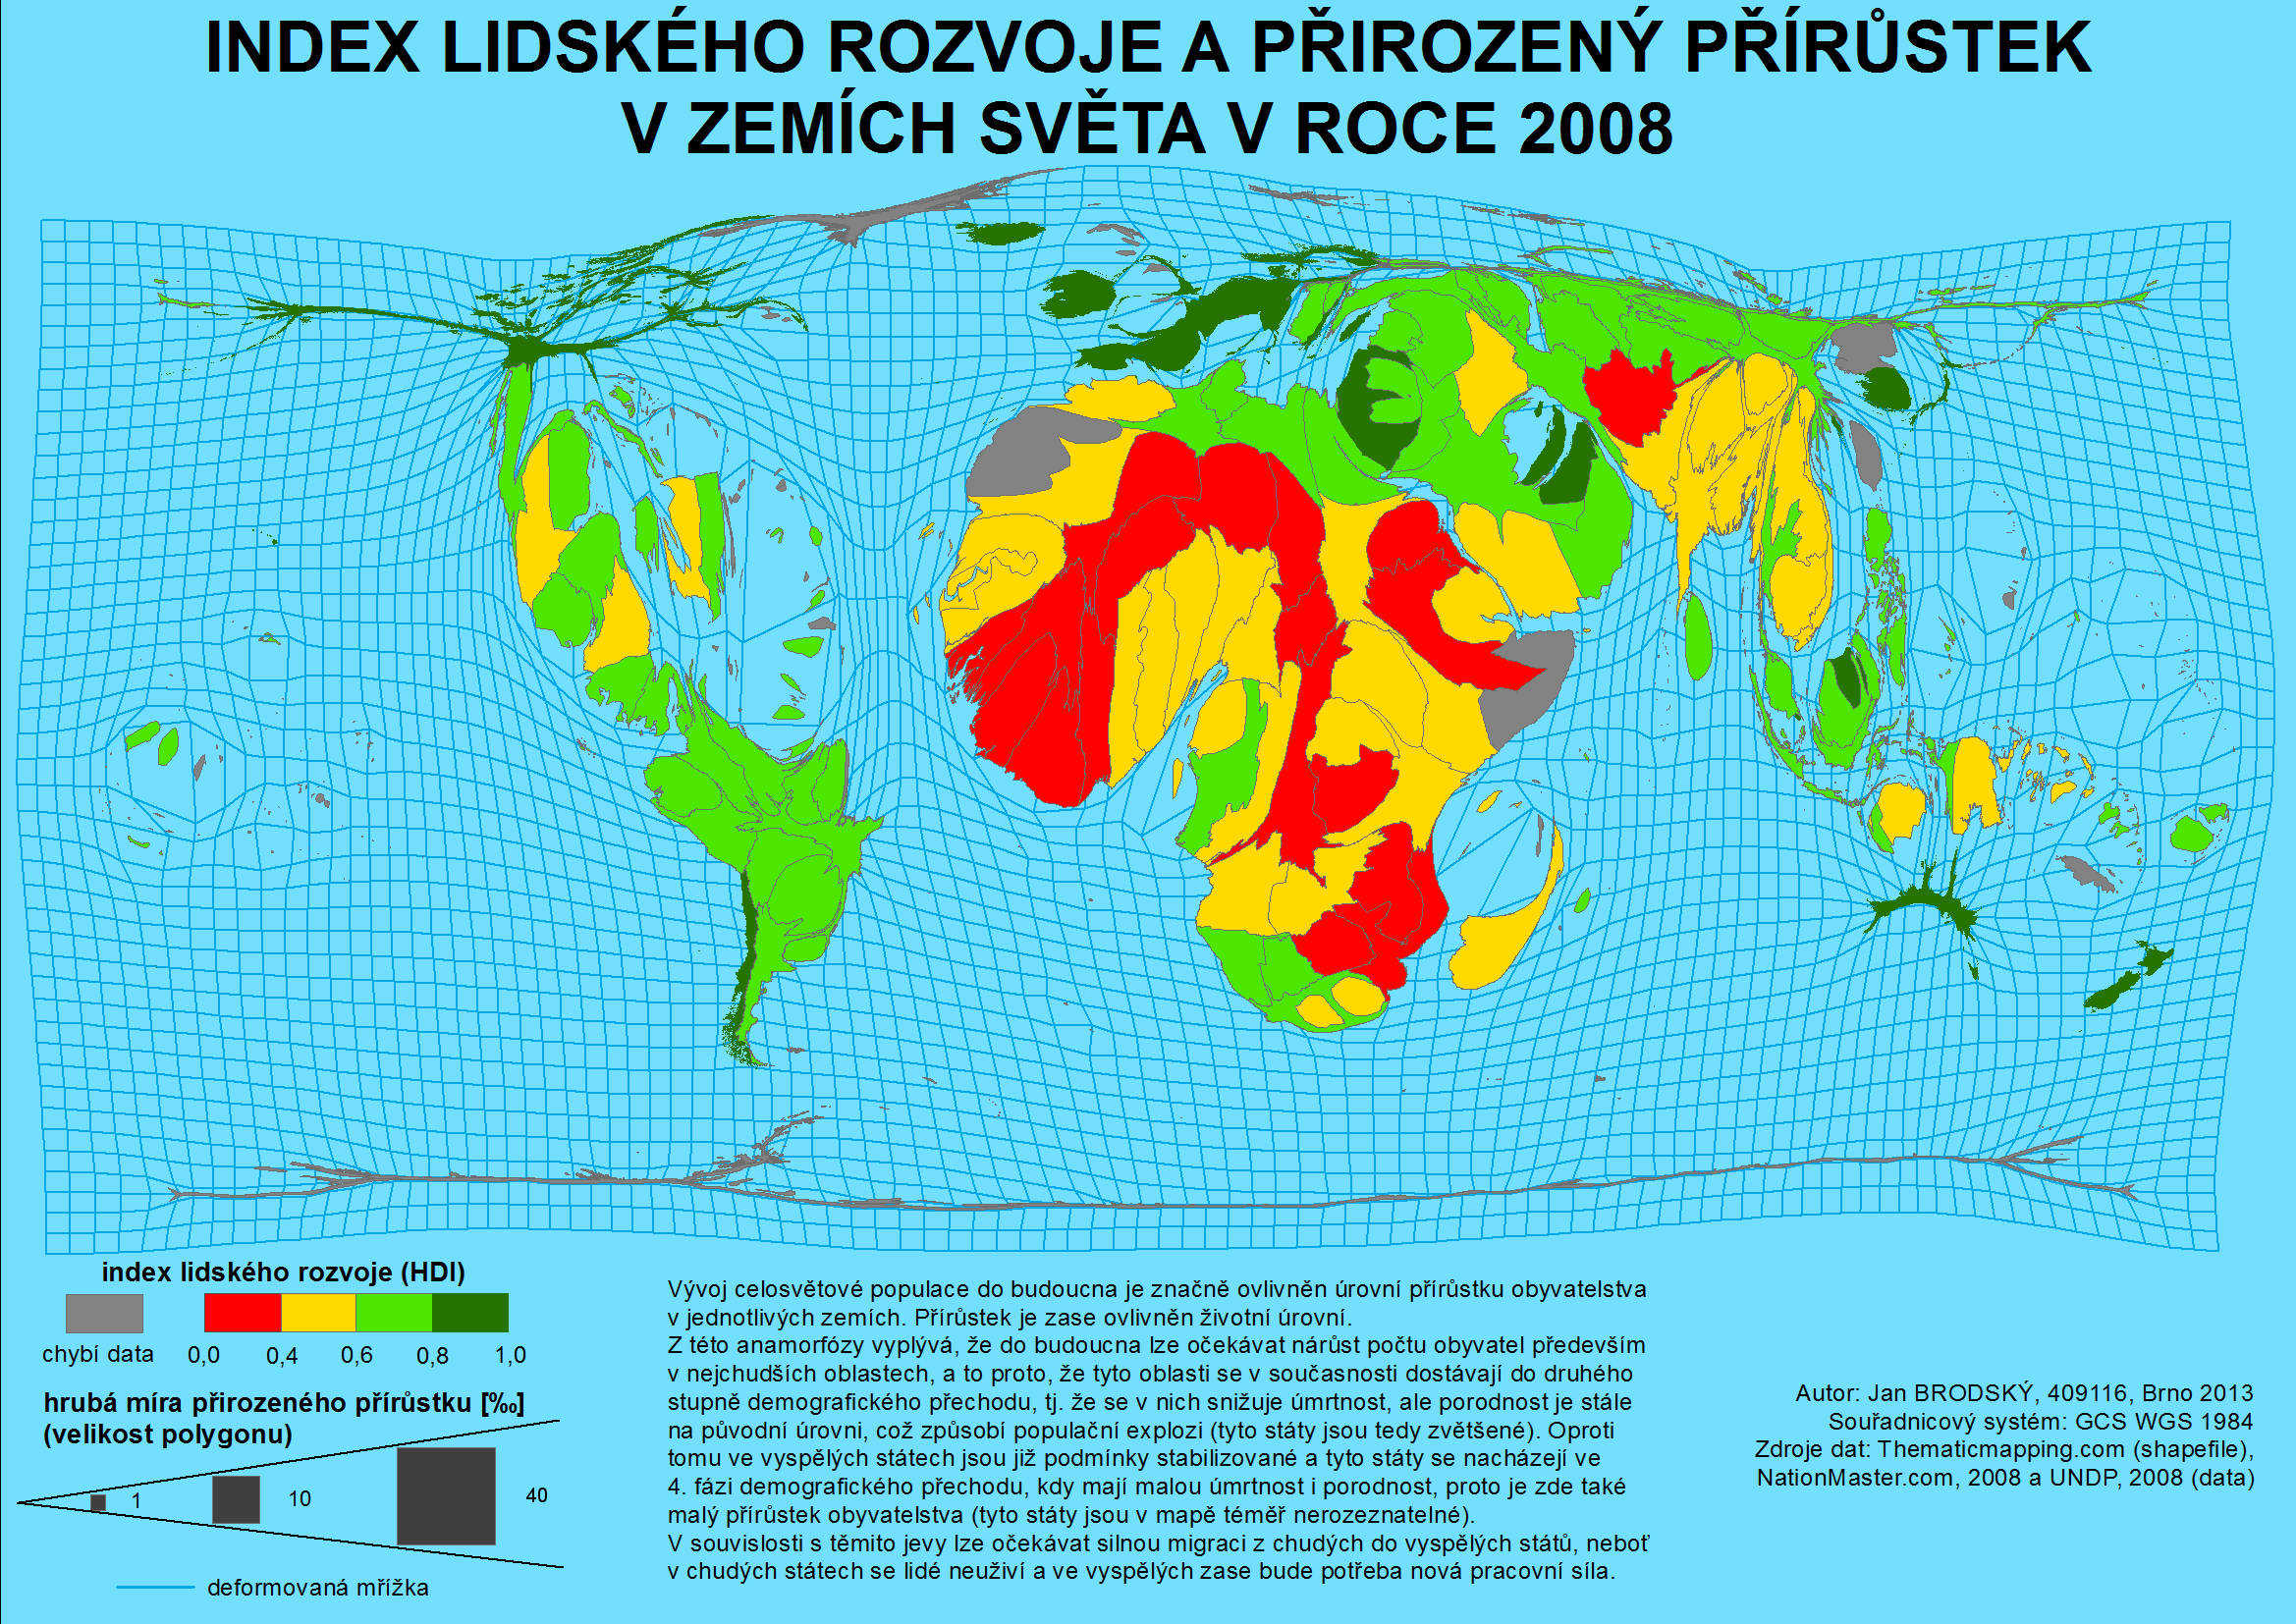 INDEX LIDSKÉHO ROZVOJE A PŘIROZENÝ PŘÍRŮSTEK
V ZEMÍCH SVĚTA V ROCE 2008
index lidského rozvoje (HDI)
chybí data 0,0 0,4 0,6 0,8 1,0
hrubá míra přirozeného přírůstku [‰]
(velikost polygonu)
1 10 40
deformovaná mřížka
Vývoj celosvětové populace do budoucna je značně ovlivněn úrovní přírůstku obyvatelstva
v jednotlivých zemích. Přírůstek je zase ovlivněn životní úrovní.
Z této anamorfózy vyplývá, že do budoucna lze očekávat nárůst počtu obyvatel především
v nejchudších oblastech, a to proto, že tyto oblasti se v současnosti dostávají do druhého
stupně demografického přechodu, tj. že se v nich snižuje úmrtnost, ale porodnost je stále
na původní úrovni, což způsobí populační explozi (tyto státy jsou tedy zvětšené). Oproti
tomu ve vyspělých státech jsou již podmínky stabilizované a tyto státy se nacházejí ve
4. fázi demografického přechodu, kdy mají malou úmrtnost i porodnost, proto je zde také
malý přírůstek obyvatelstva (tyto státy jsou v mapě téměř nerozeznatelné).
V souvislosti s těmito jevy lze očekávat silnou migraci z chudých do vyspělých států, neboť
v chudých státech se lidé neuživí a ve vyspělých zase bude potřeba nová pracovní síla.
Autor: Jan BRODSKÝ, 409116, Brno 2013
Souřadnicový systém: GCS WGS 1984
Zdroje dat: Thematicmapping.com (shapefile),
NationMaster.com, 2008 a UNDP, 2008 (data)